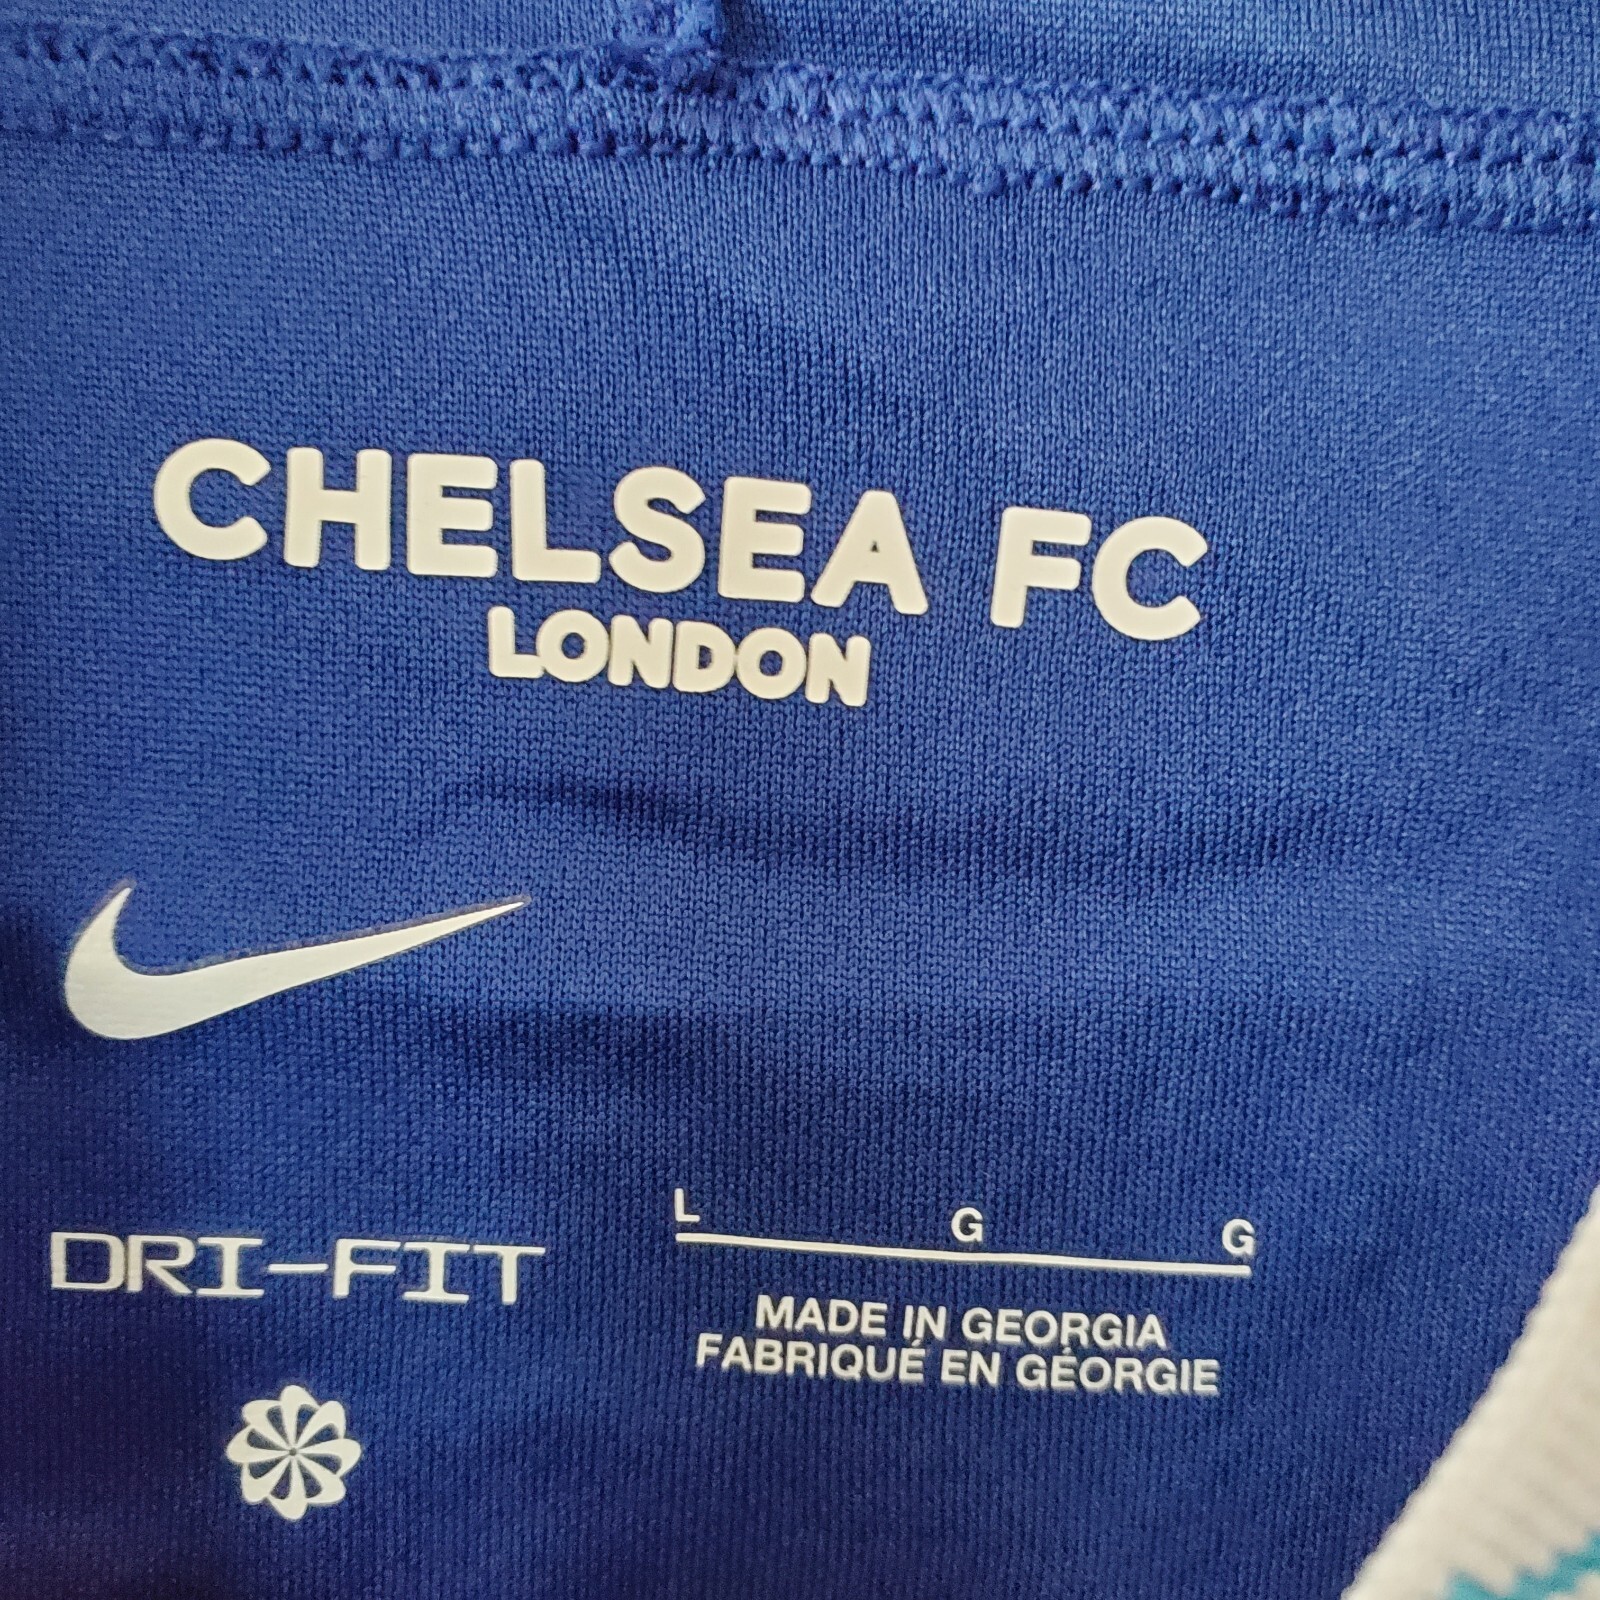 CHELSEA FC
LONDON
DRI-FIT
L G G
MADE IN GEORGIA
FABRIQUÉ EN GÉORGIE